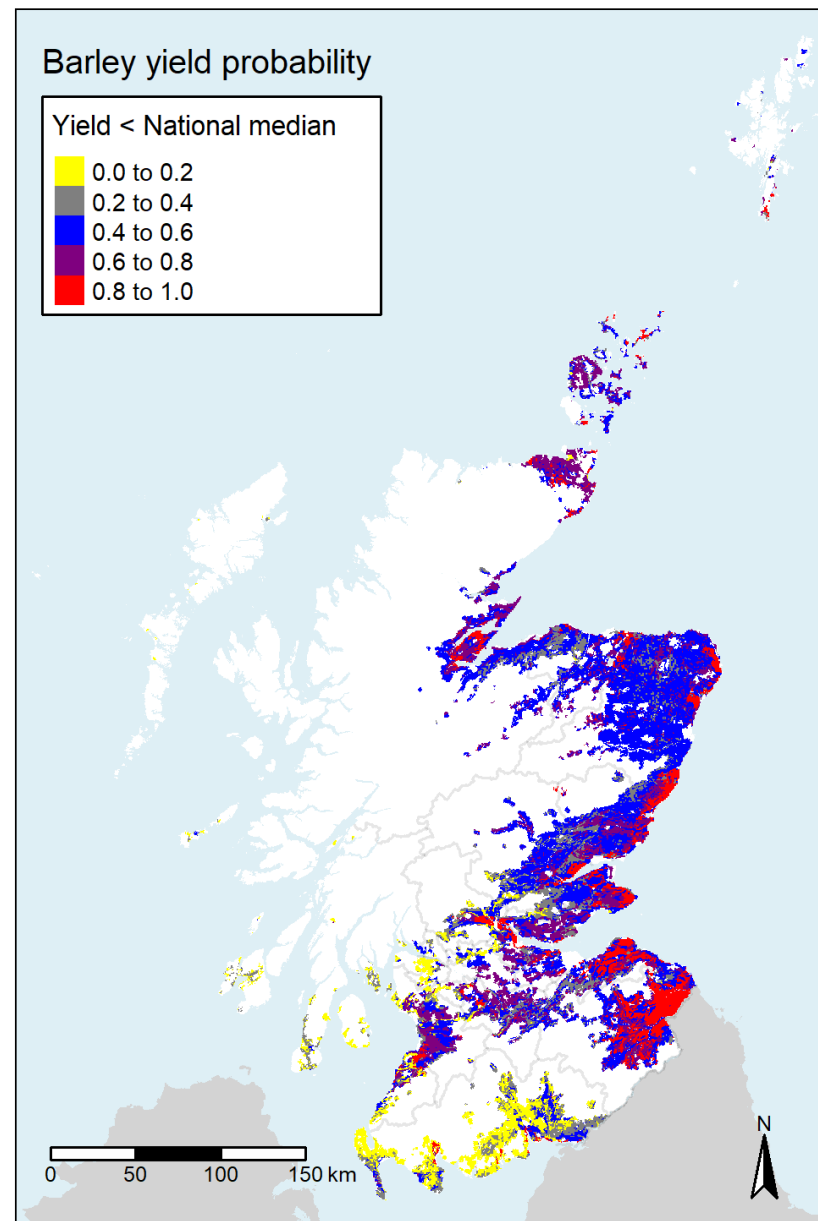 Barley yield probability
Yield < National median
0.0 to 0.2
0.2 to 0.4
0.4 to 0.6
0.6 to 0.8
0.8 to 1.0
N
0 50 100 150 km